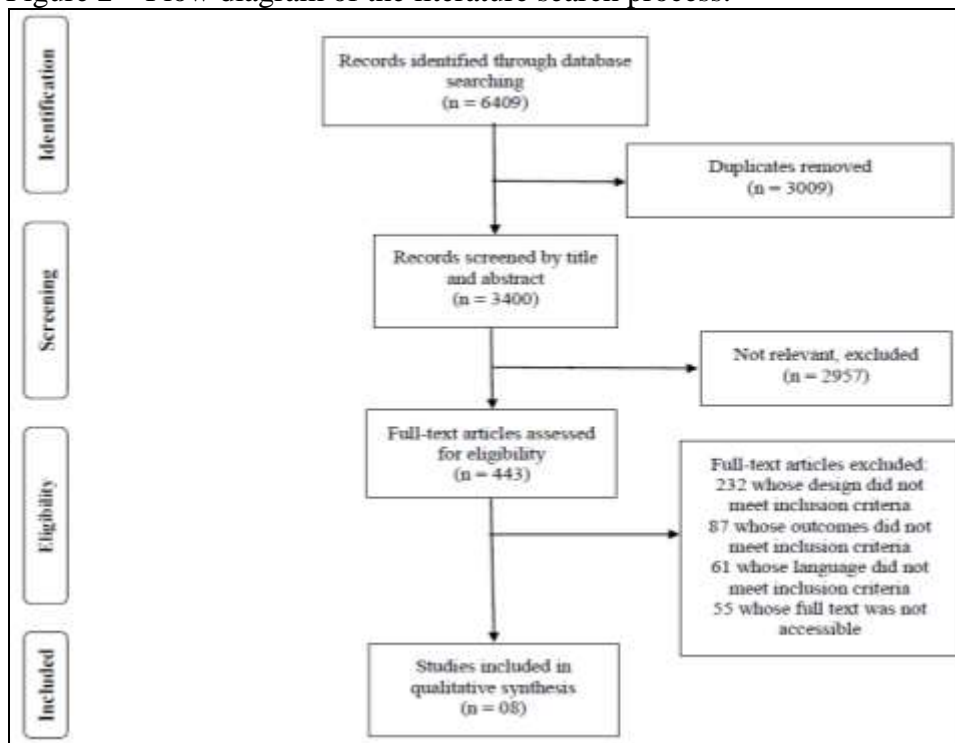 Figure 2 – Flow diagram of the literature search process.
Identification
Records identified through database
searching
(n = 6409)
Duplicates removed
(n = 3009)
Screening
Records screened by title
and abstract
(n = 3400)
Not relevant, excluded
(n = 2957)
Eligibility
Full-text articles assessed
for eligibility
(n = 443)
Full-text articles excluded:
232 whose design did not
meet inclusion criteria
87 whose outcomes did not
meet inclusion criteria
61 whose language did not
meet inclusion criteria
55 whose full text was not
accessible
Included
Studies included in
qualitative synthesis
(n = 08)